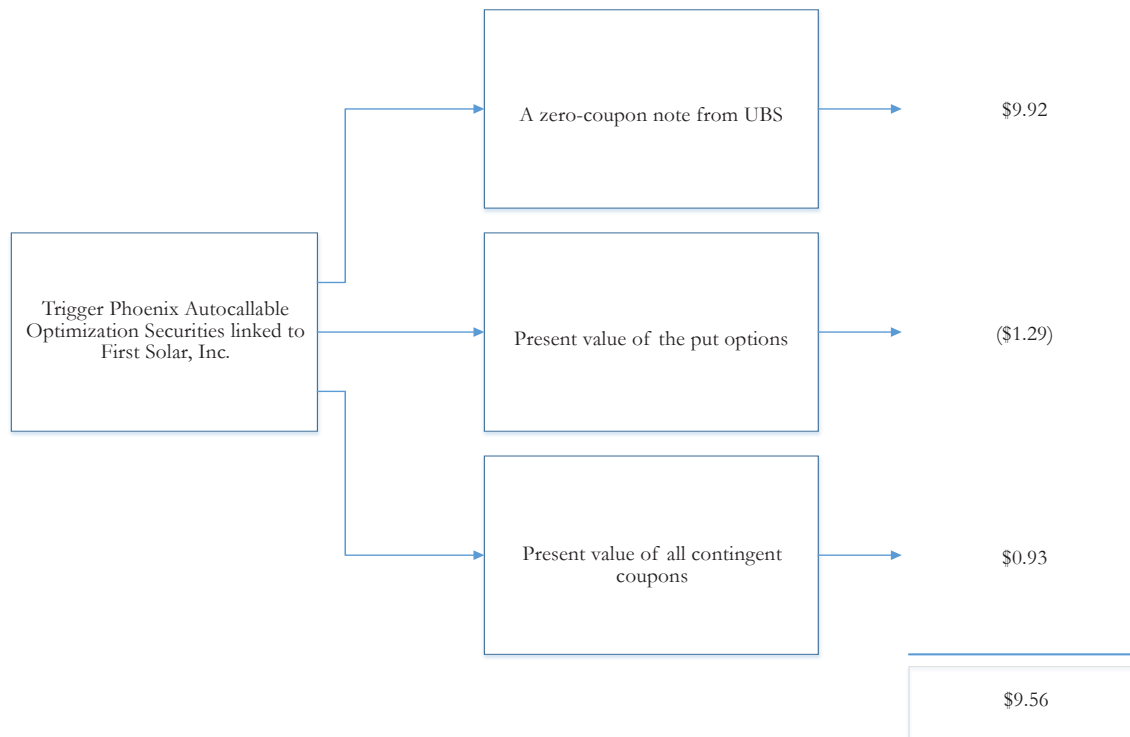 A zero-coupon note from UBS
$9.92
Trigger Phoenix Autocallable
Optimization Securities linked to
First Solar, Inc.
Present value of the put options
($1.29)
Present value of all contingent
coupons
$0.93
$9.56